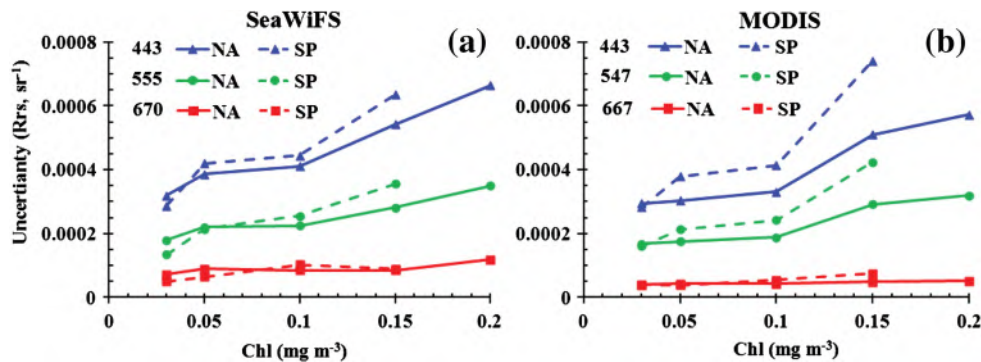 SeaWiFS
(a)
443 NA SP
555 NA SP
670 NA SP
Uncertianty (Rrs, sr-1)
0.0008
0.0006
0.0004
0.0002
0
0 0.05 0.1 0.15 0.2
Chl (mg m-3)
MODIS
(b)
443 NA SP
547 NA SP
667 NA SP
0.0008
0.0006
0.0004
0.0002
0
0 0.05 0.1 0.15 0.2
Chl (mg m-3)